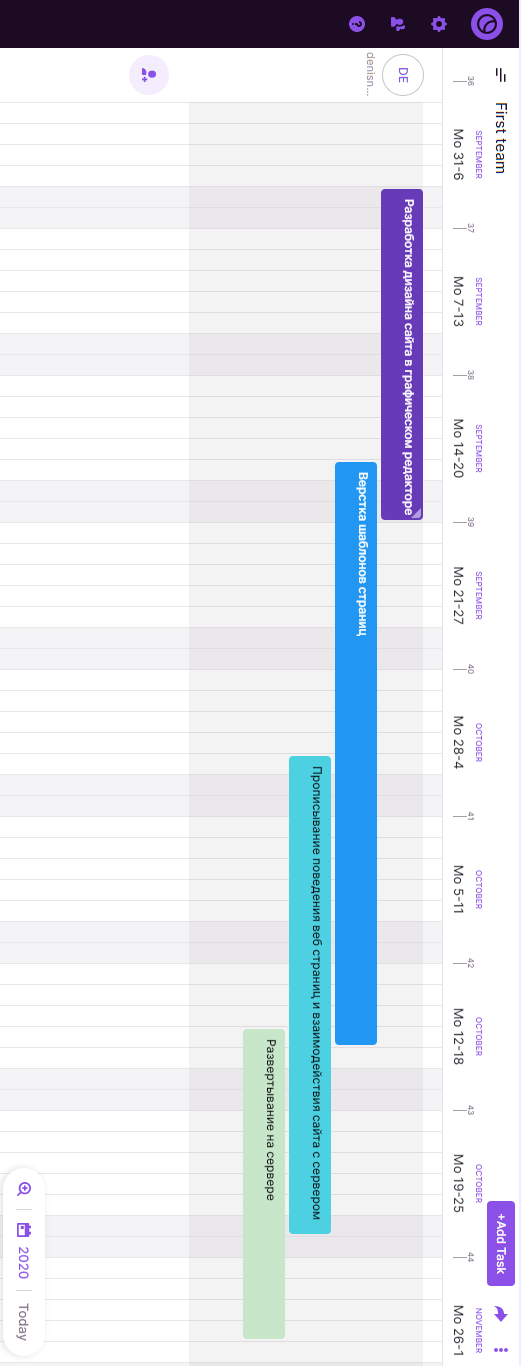 First team
+Add Task
SEPTEMBER
SEPTEMBER
SEPTEMBER
SEPTEMBER
OCTOBER
OCTOBER
OCTOBER
OCTOBER
NOVEMBER
36
37
38
39
40
41
42
43
44
Mo 31-6
Mo 7-13
Mo 14-20
Mo 21-27
Mo 28-4
Mo 5-11
Mo 12-18
Mo 19-25
Mo 26-1
DE
denisn...
Разработка дизайна сайта в графическом редакторе
Верстка шаблонов страниц
Прописывание поведения веб страниц и взаимодействия сайта с сервером
Развертывание на сервере
2020
Today